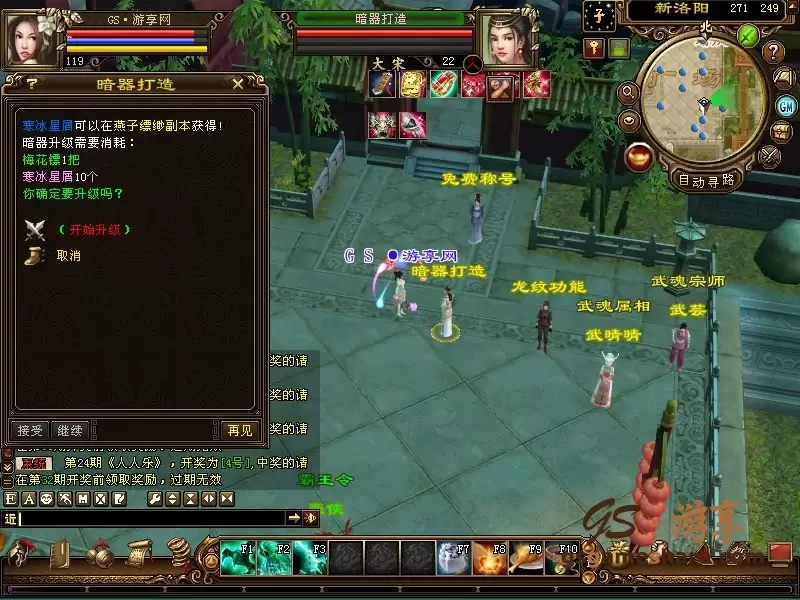 GS·游享网
119
暗器打造
大宋
22
新洛阳 271 249
北
GM
自动寻路
? 暗器打造
寒冰星屑可以在燕子缥缈副本获得!
暗器升级需要消耗:
梅花镖1把
寒冰星屑10个
你确定要升级吗?
(开始升级)
取消
接受 继续 再见
免费称号
GS 游享网
暗器打造
龙纹功能
武魂属相
武晴晴
武魂宗师
武芸
奖的请
奖的请
奖的请
第24期《人人乐》,开奖为[4号],中奖的请
在第32期开奖前领取奖励,过期无效
霸王令
近
F1 F2 F3 F7 F8 F9 F10
GS 游享